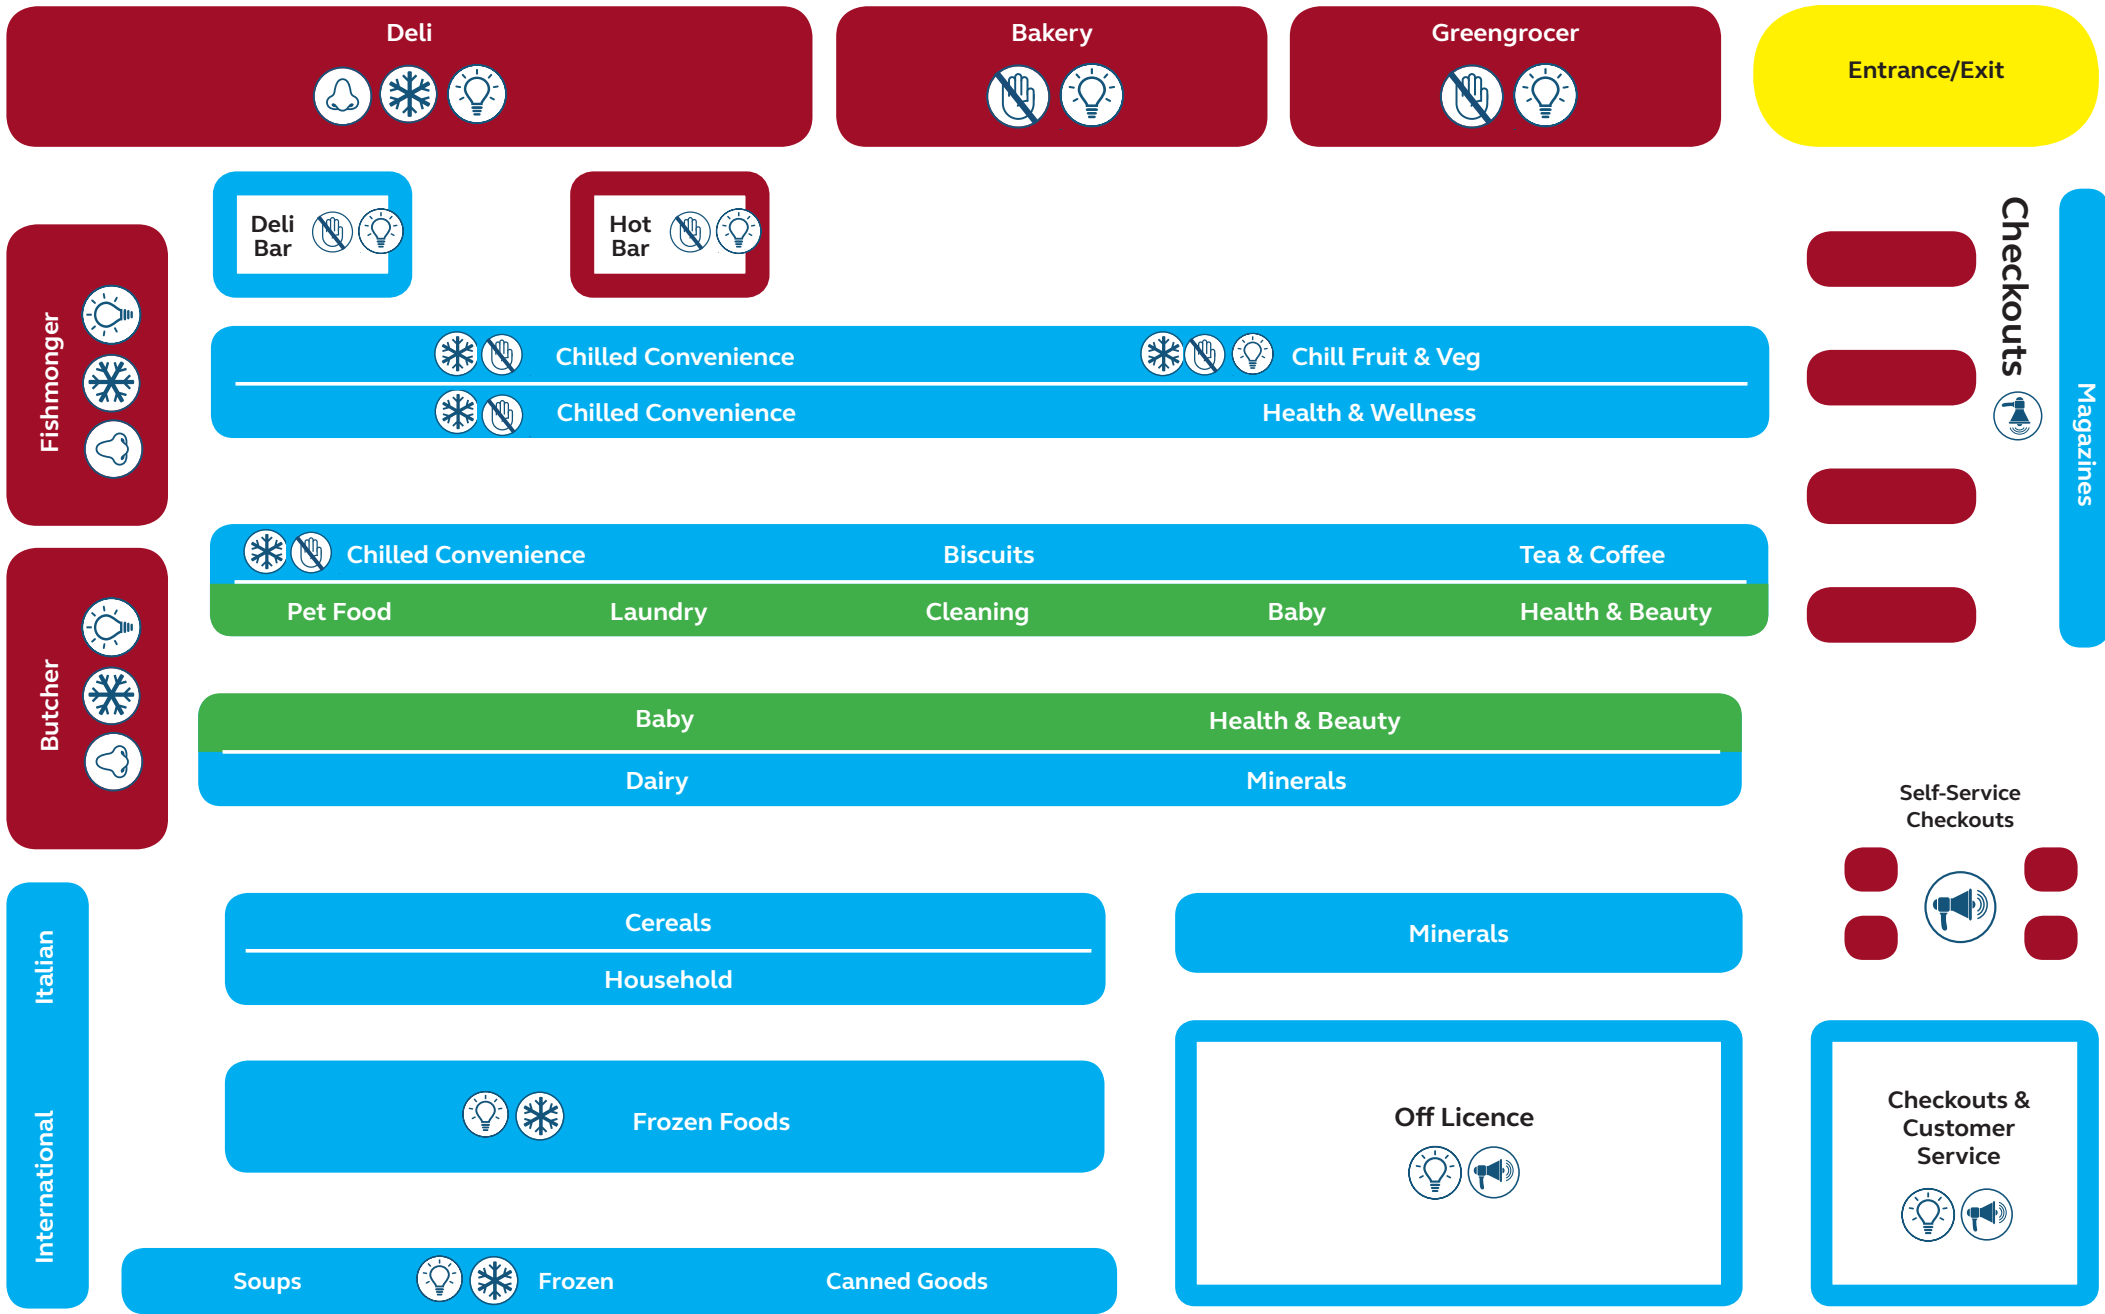 Deli
Bakery
Greengrocer
Entrance/Exit
Deli
Bar
Hot
Bar
Checkouts
Magazines
Fishmonger
Chilled Convenience
Chill Fruit & Veg
Chilled Convenience
Health & Wellness
Chilled Convenience
Biscuits
Tea & Coffee
Pet Food
Laundry
Cleaning
Baby
Health & Beauty
Butcher
Baby
Health & Beauty
Dairy
Minerals
Self-Service
Checkouts
Italian
International
Cereals
Household
Minerals
Frozen Foods
Off Licence
Checkouts &
Customer
Service
Soups
Frozen
Canned Goods